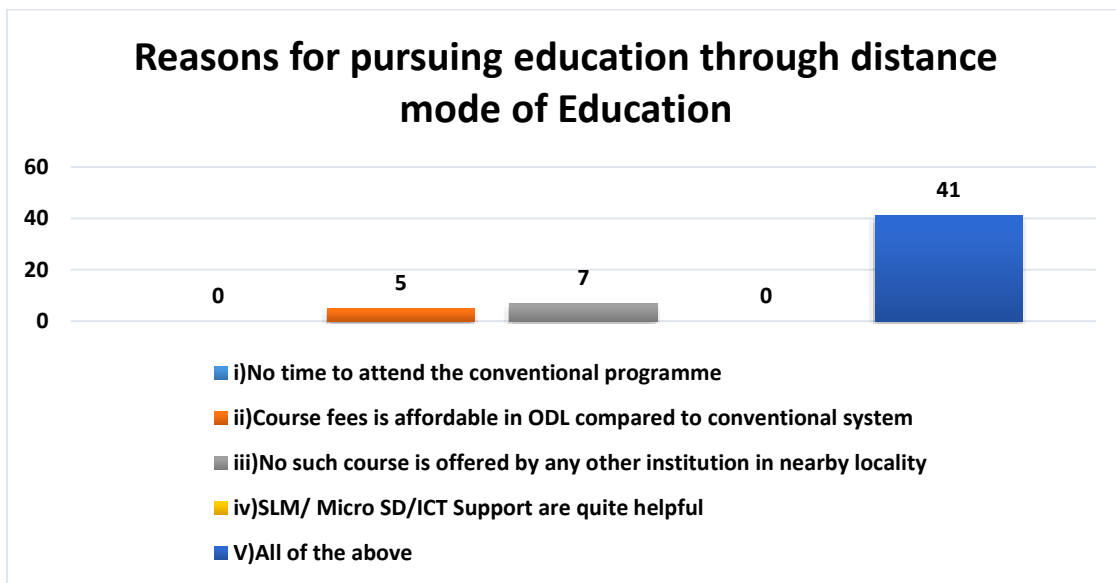 Reasons for pursuing education through distance
mode of Education
60
40
20
0
0
5
7
0
41
i)No time to attend the conventional programme
ii)Course fees is affordable in ODL compared to conventional system
iii)No such course is offered by any other institution in nearby locality
iv)SLM/ Micro SD/ICT Support are quite helpful
V)All of the above